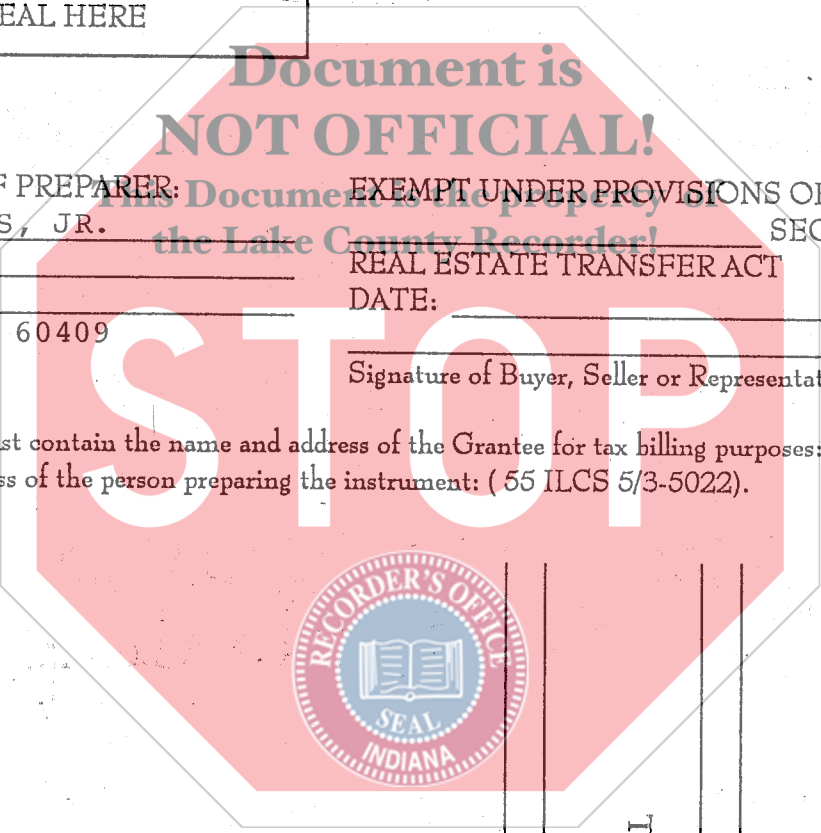 EAL HERE
Document is
NOT OFFICIAL!
F PREPARER:
This Document is the property of
EXEMPT UNDER PROVISIONS OF
S, JR.
SEC
the Lake County Recorder!
REAL ESTATE TRANSFER ACT
DATE:
60409
STOP
Signature of Buyer, Seller or Representat
st contain the name and address of the Grantee for tax billing purposes:
ss of the person preparing the instrument: ( 55 ILCS 5/3-5022).
RECORDER'S OFFICE
SEAL
INDIANA